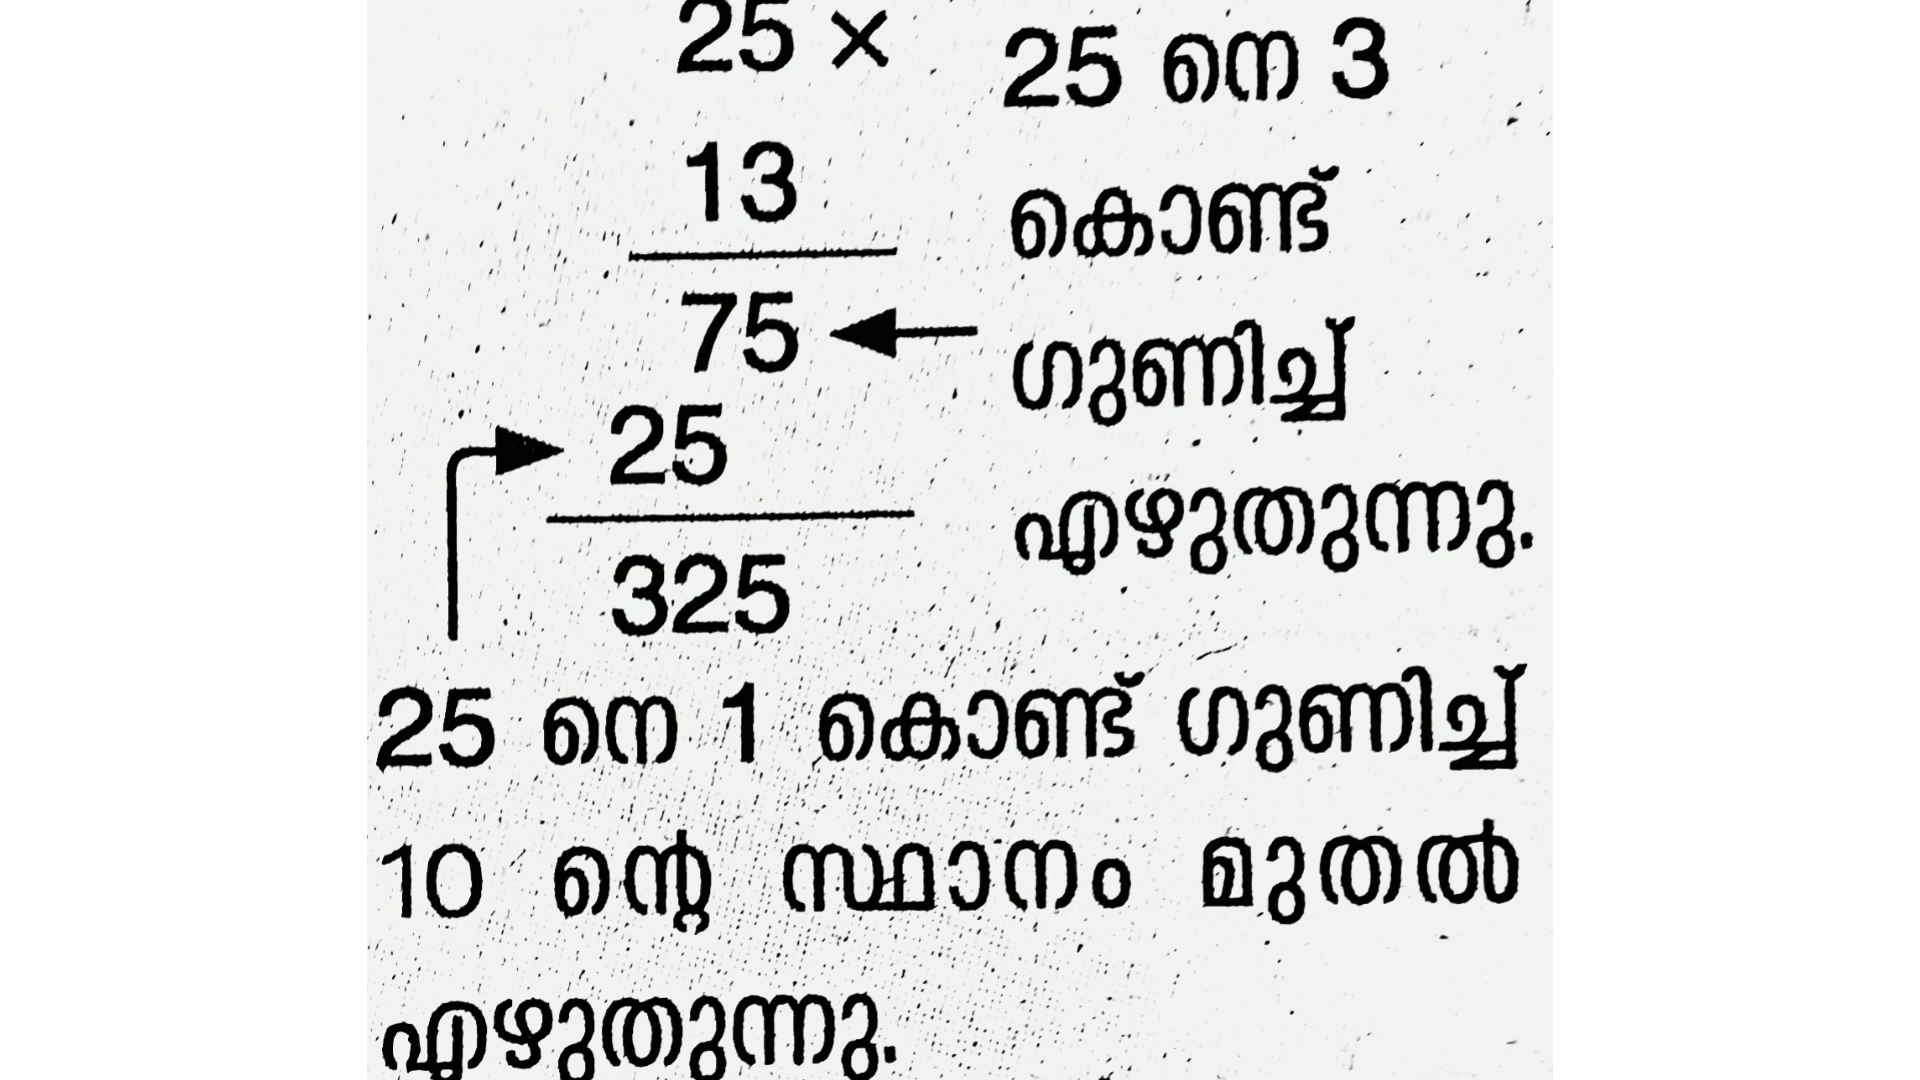 25 ×
13
75
25
325
25 നെ 3
കൊണ്ട്
ഗുണിച്ച്
എഴുതുന്നു.
25 നെ 1 കൊണ്ട് ഗുണിച്ച്
10 ന്റെ സ്ഥാനം മുതൽ
എഴുതുന്നു.